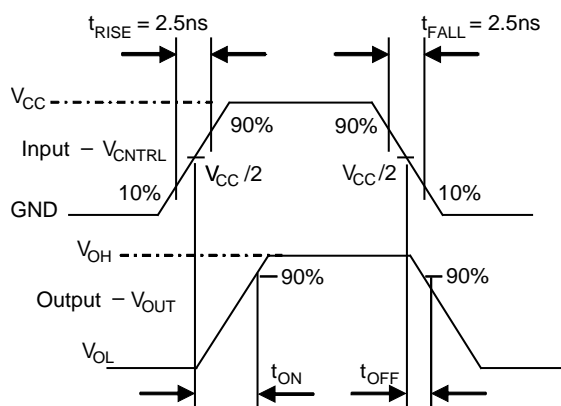 tRISE = 2.5ns
tFALL = 2.5ns
VCC
90%
90%
Input – VCNTRL
VCC /2
VCC /2
10%
10%
GND
VOH
90%
90%
Output – VOUT
VOL
tON
tOFF